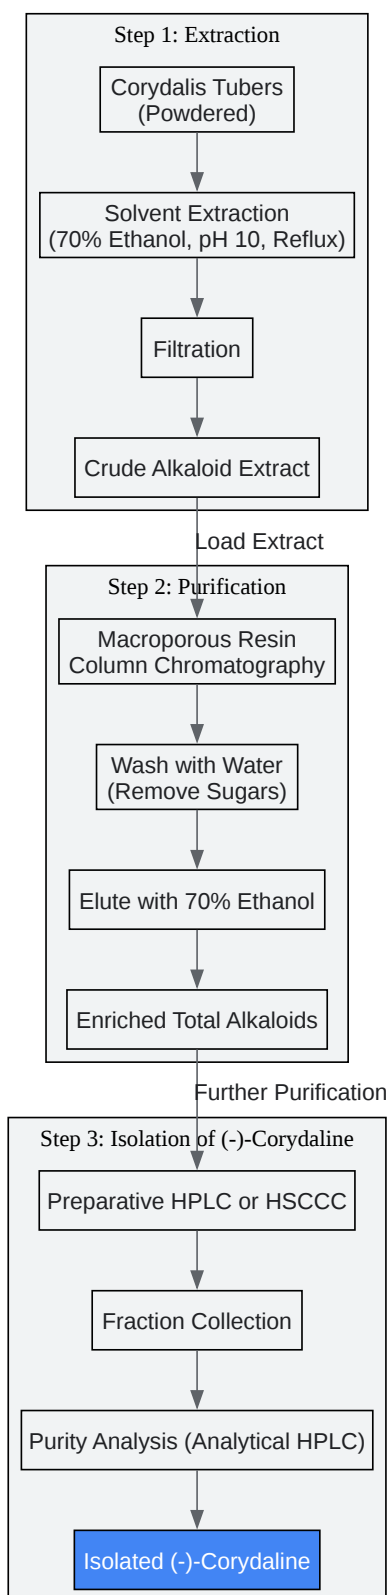 Step 1: Extraction
Corydalis Tubers
(Powdered)
Solvent Extraction
(70% Ethanol, pH 10, Reflux)
Filtration
Crude Alkaloid Extract
Load Extract
Step 2: Purification
Macroporous Resin
Column Chromatography
Wash with Water
(Remove Sugars)
Elute with 70% Ethanol
Enriched Total Alkaloids
Further Purification
Step 3: Isolation of (-)-Corydaline
Preparative HPLC or HSCCC
Fraction Collection
Purity Analysis (Analytical HPLC)
Isolated (-)-Corydaline